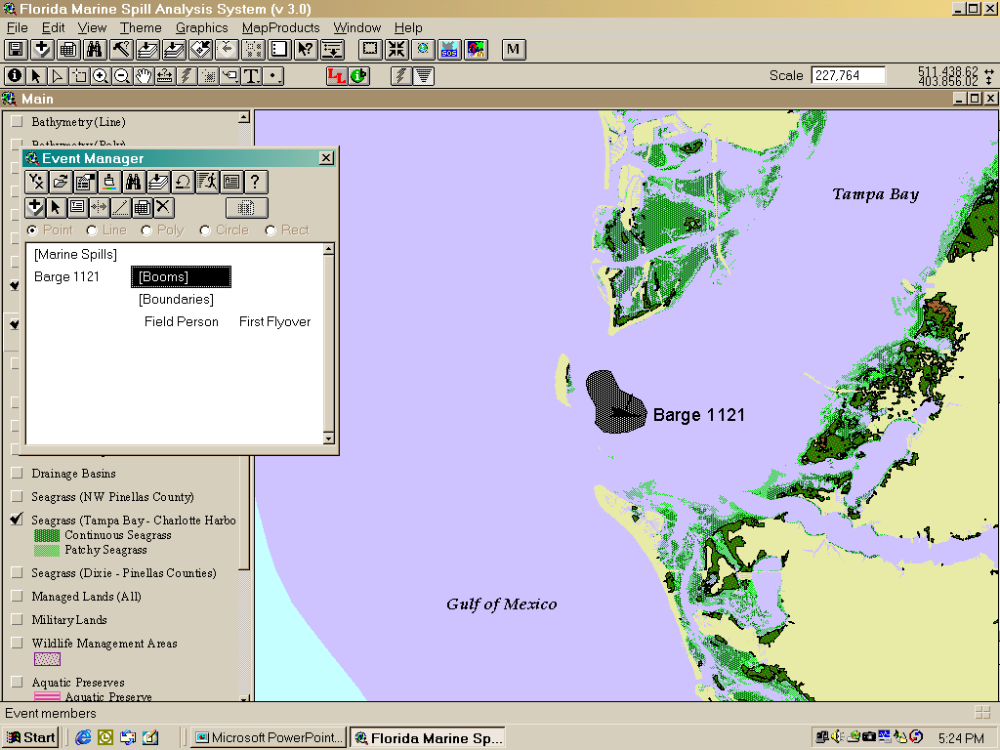 Florida Marine Spill Analysis System (v 3.0)
File Edit View Theme Graphics MapProducts Window Help
SOS M
LL
Scale 227,764 511,438.62
403,856.02
Main
Bathymetry (Line)
Event Manager
Point Line Poly Circle Rect
[Marine Spills]
Barge 1121 [Booms]
[Boundaries]
Field Person First Flyover
Drainage Basins
Seagrass (NW Pinellas County)
Seagrass (Tampa Bay - Charlotte Harbo
Continuous Seagrass
Patchy Seagrass
Seagrass (Dixie - Pinellas Counties)
Managed Lands (All)
Military Lands
Wildlife Management Areas
Aquatic Preserves
Aquatic Preserve
Tampa Bay
Barge 1121
Gulf of Mexico
Event members
Start Microsoft PowerPoint... Florida Marine Sp... 5:24 PM